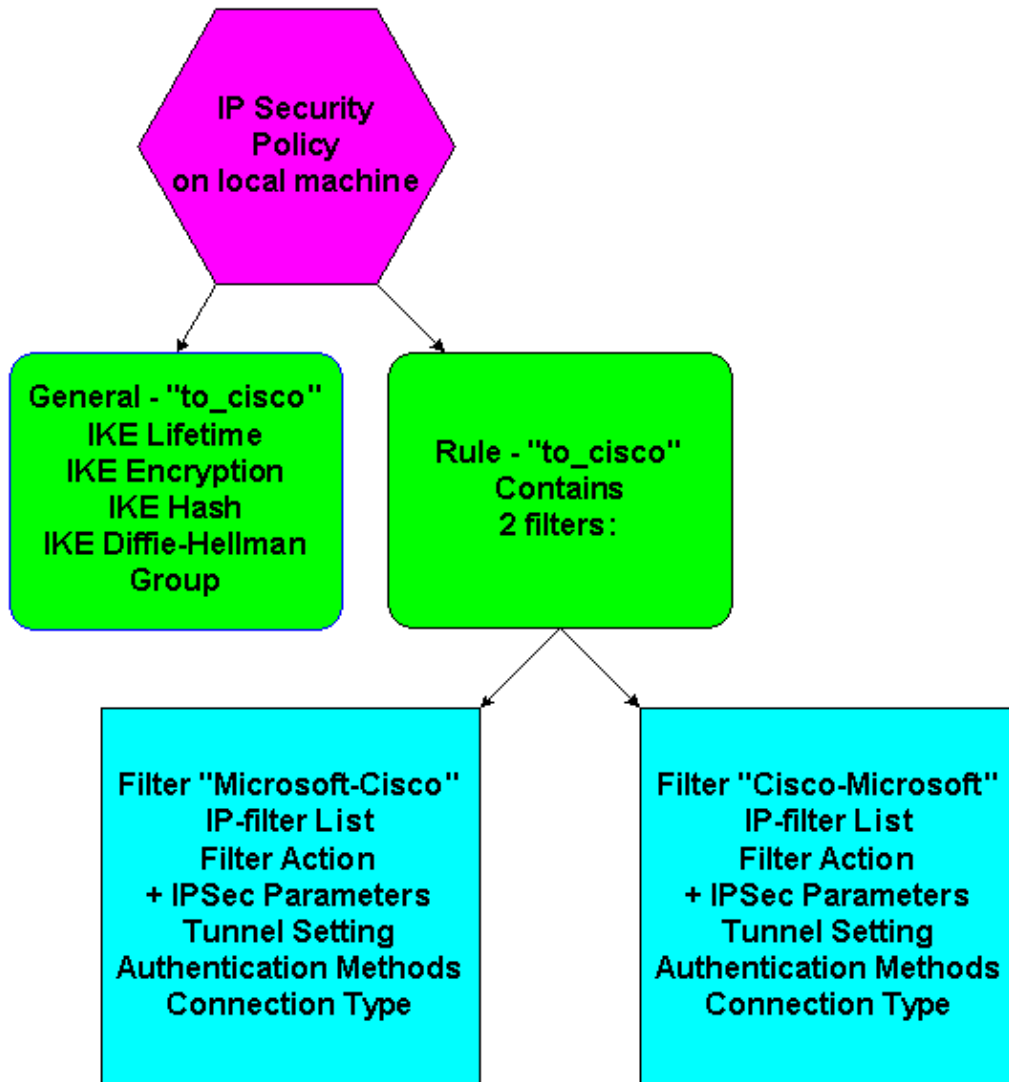 IP Security
Policy
on local machine
General - "to_cisco"
IKE Lifetime
IKE Encryption
IKE Hash
IKE Diffie-Hellman
Group
Rule - "to_cisco"
Contains
2 filters:
Filter "Microsoft-Cisco"
IP-filter List
Filter Action
+ IPSec Parameters
Tunnel Setting
Authentication Methods
Connection Type
Filter "Cisco-Microsoft"
IP-filter List
Filter Action
+ IPSec Parameters
Tunnel Setting
Authentication Methods
Connection Type